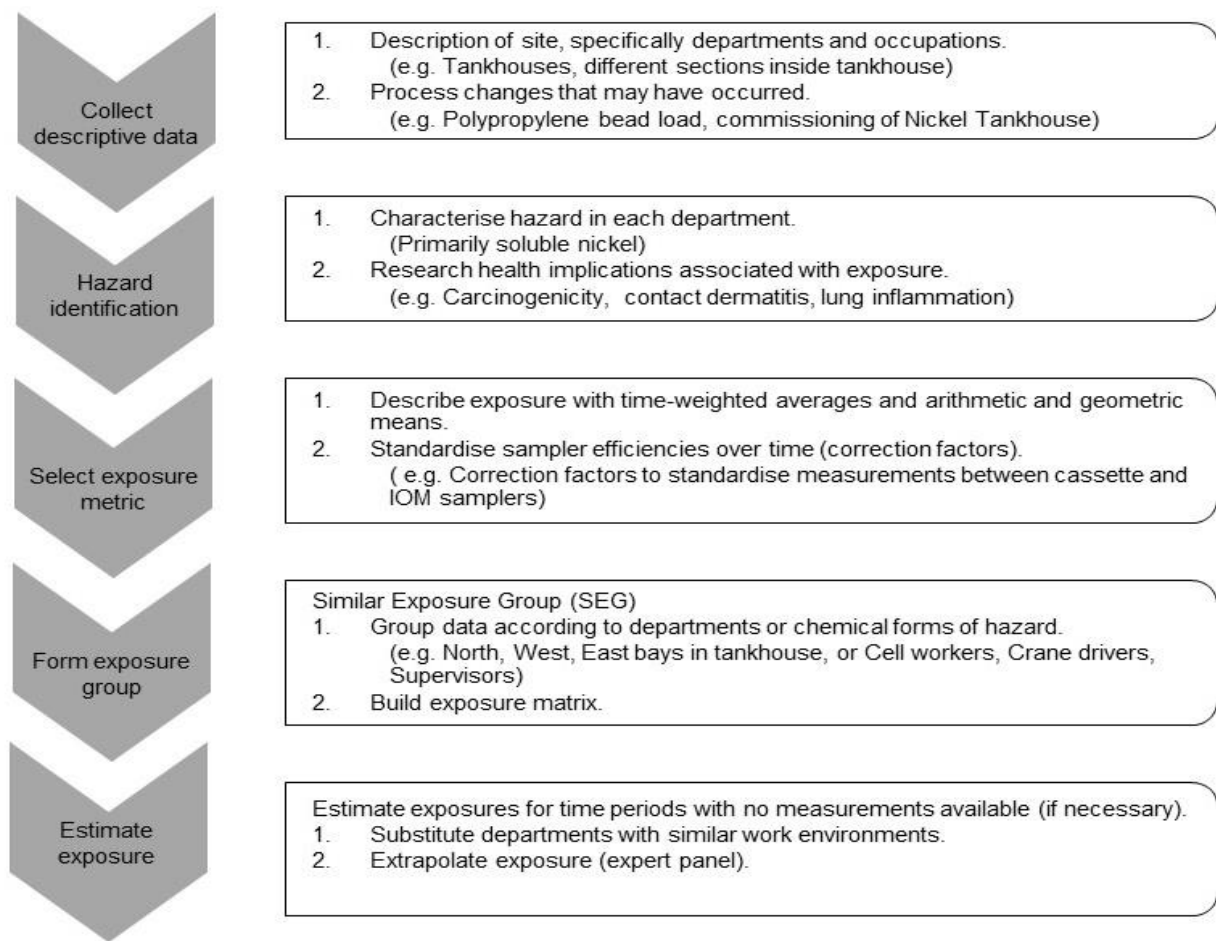 Collect
descriptive data
1. Description of site, specifically departments and occupations.
(e.g. Tankhouses, different sections inside tankhouse)
2. Process changes that may have occurred.
(e.g. Polypropylene bead load, commissioning of Nickel Tankhouse)
Hazard
identification
1. Characterise hazard in each department.
(Primarily soluble nickel)
2. Research health implications associated with exposure.
(e.g. Carcinogenicity, contact dermatitis, lung inflammation)
Select exposure
metric
1. Describe exposure with time-weighted averages and arithmetic and geometric
means.
2. Standardise sampler efficiencies over time (correction factors).
( e.g. Correction factors to standardise measurements between cassette and
IOM samplers)
Form exposure
group
Similar Exposure Group (SEG)
1. Group data according to departments or chemical forms of hazard.
(e.g. North, West, East bays in tankhouse, or Cell workers, Crane drivers,
Supervisors)
2. Build exposure matrix.
Estimate
exposure
Estimate exposures for time periods with no measurements available (if necessary).
1. Substitute departments with similar work environments.
2. Extrapolate exposure (expert panel).